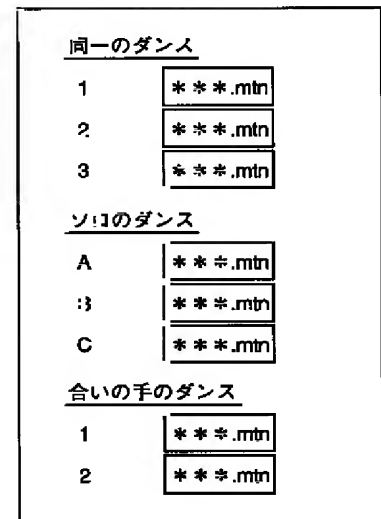 同一のダンス
1 ***.mtn
2 ***.mtn
3 ***.mtn
ソロのダンス
A ***.mtn
B ***.mtn
C ***.mtn
合いの手のダンス
1 ***.mtn
2 ***.mtn